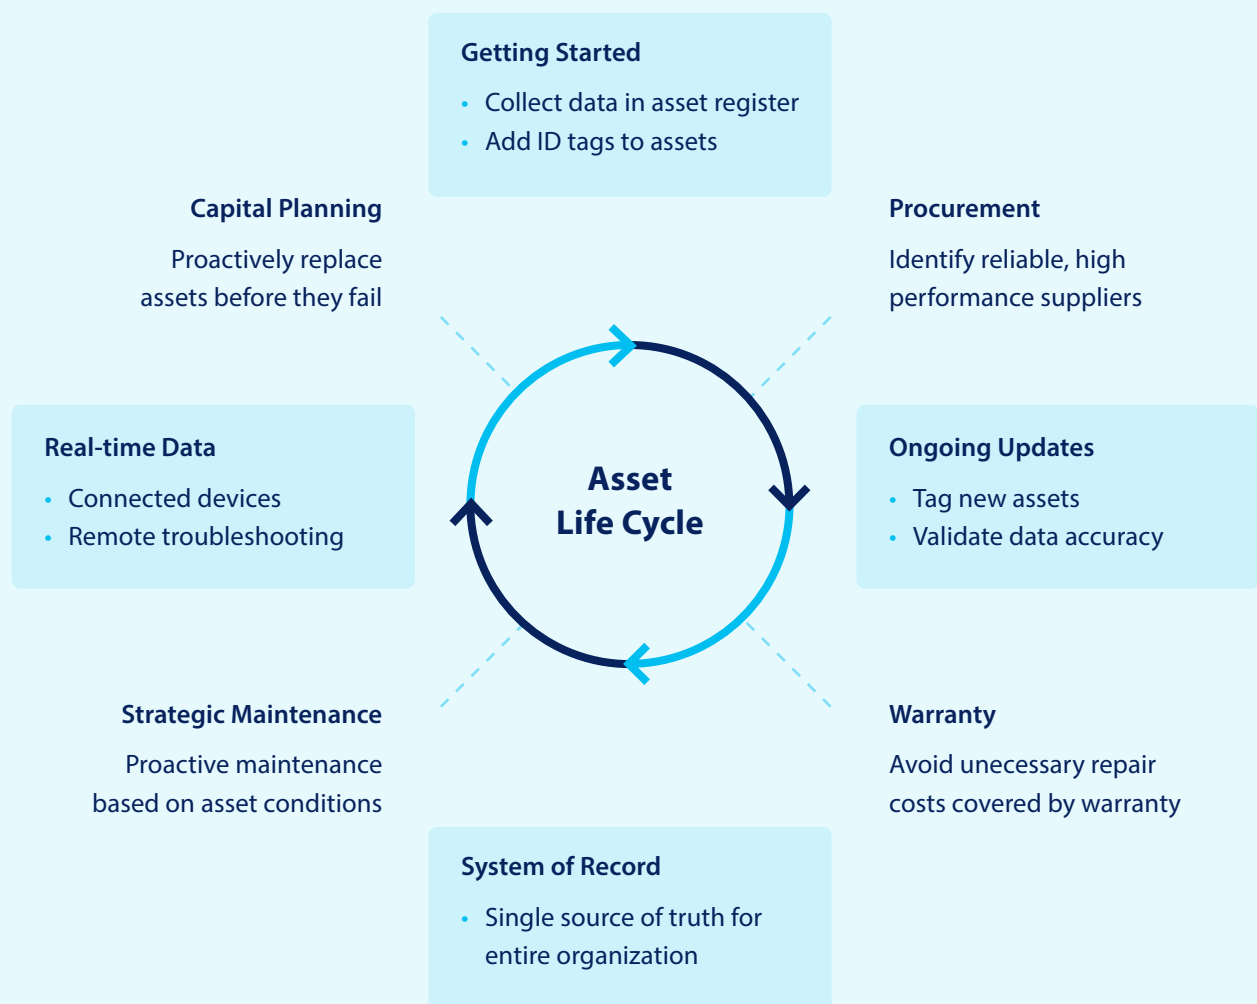 Getting Started
• Collect data in asset register
• Add ID tags to assets
Capital Planning
Proactively replace
assets before they fail
Procurement
Identify reliable, high
performance suppliers
Real-time Data
• Connected devices
• Remote troubleshooting
Asset
Life Cycle
Ongoing Updates
• Tag new assets
• Validate data accuracy
Strategic Maintenance
Proactive maintenance
based on asset conditions
Warranty
Avoid unecessary repair
costs covered by warranty
System of Record
• Single source of truth for
entire organization